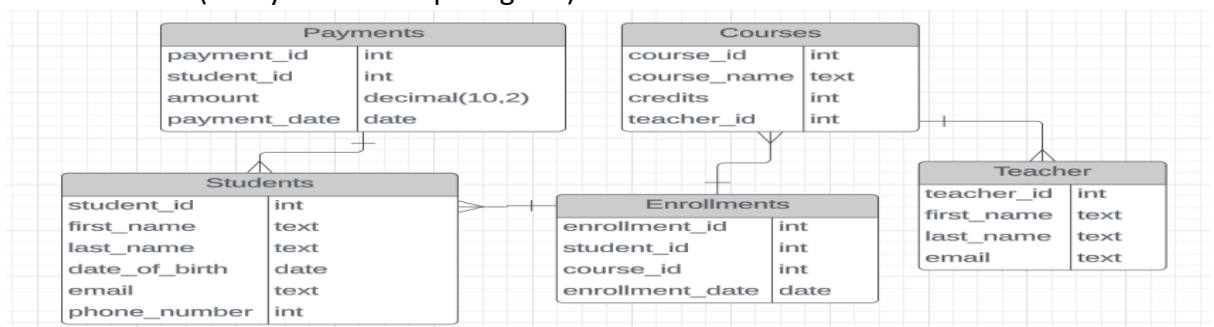 Payments
payment_id int
student_id int
amount decimal(10,2)
payment_date date
Courses
course_id int
course_name text
credits int
teacher_id int
Students
student_id int
first_name text
last_name text
date_of_birth date
email text
phone_number int
Enrollments
enrollment_id int
student_id int
course_id int
enrollment_date date
Teacher
teacher_id int
first_name text
last_name text
email text